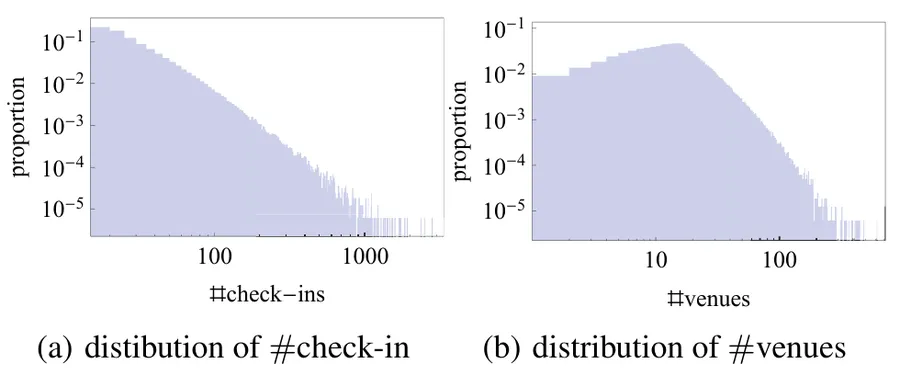 10−1
10−2
10−3
10−4
10−5
proportion
100 1000
#check−ins
(a) distibution of #check-in
10−1
10−2
10−3
10−4
10−5
proportion
10 100
#venues
(b) distribution of #venues